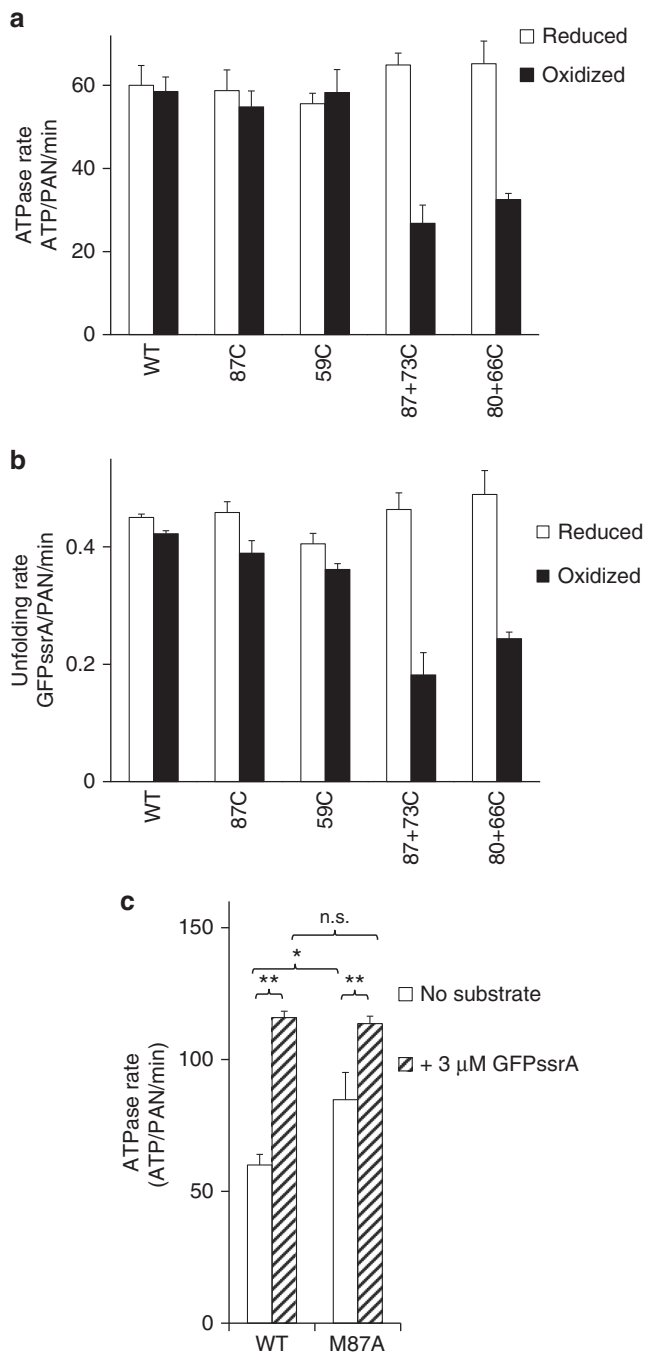 a
Reduced
Oxidized
ATPase rate
ATP/PAN/min
60
40
20
0
WT
87C
59C
87+73C
80+66C
b
Reduced
Oxidized
Unfolding rate
GFPssrA/PAN/min
0.4
0.2
0
WT
87C
59C
87+73C
80+66C
c
n.s.
*
** **
No substrate
+ 3 μM GFPssrA
ATPase rate
(ATP/PAN/min)
150
100
50
0
WT M87A